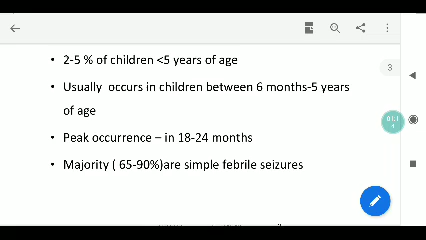 • 2-5 % of children <5 years of age
3
• Usually occurs in children between 6 months-5 years
of age
• Peak occurrence – in 18-24 months
• Majority ( 65-90%)are simple febrile seizures